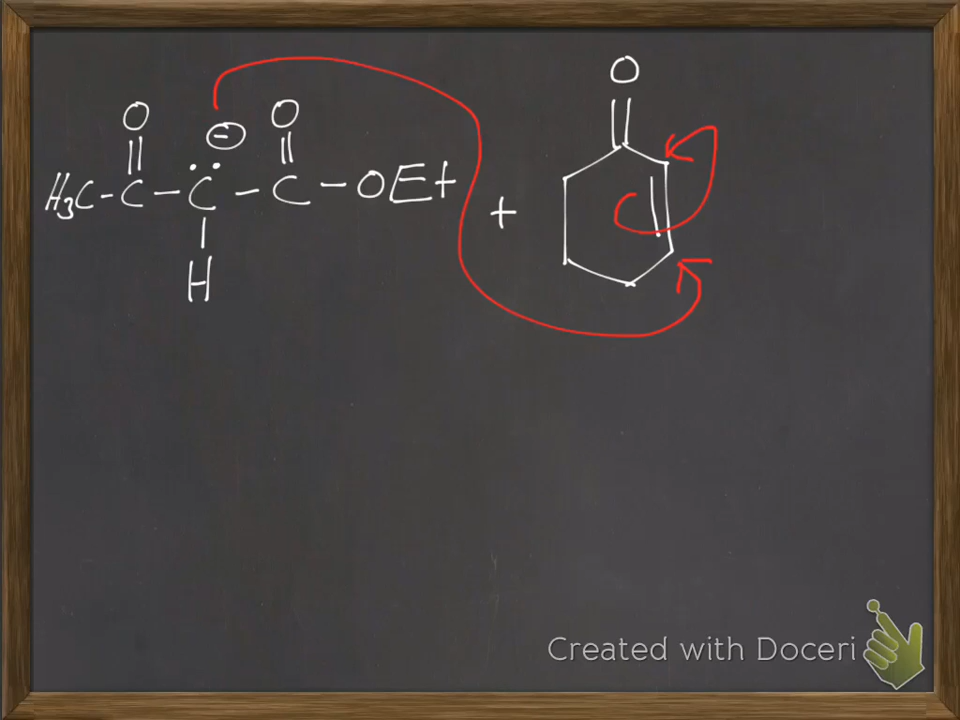 O O O
H₃C - C - C̈ ⊖ - C - OEt +
H
Created with Doceri